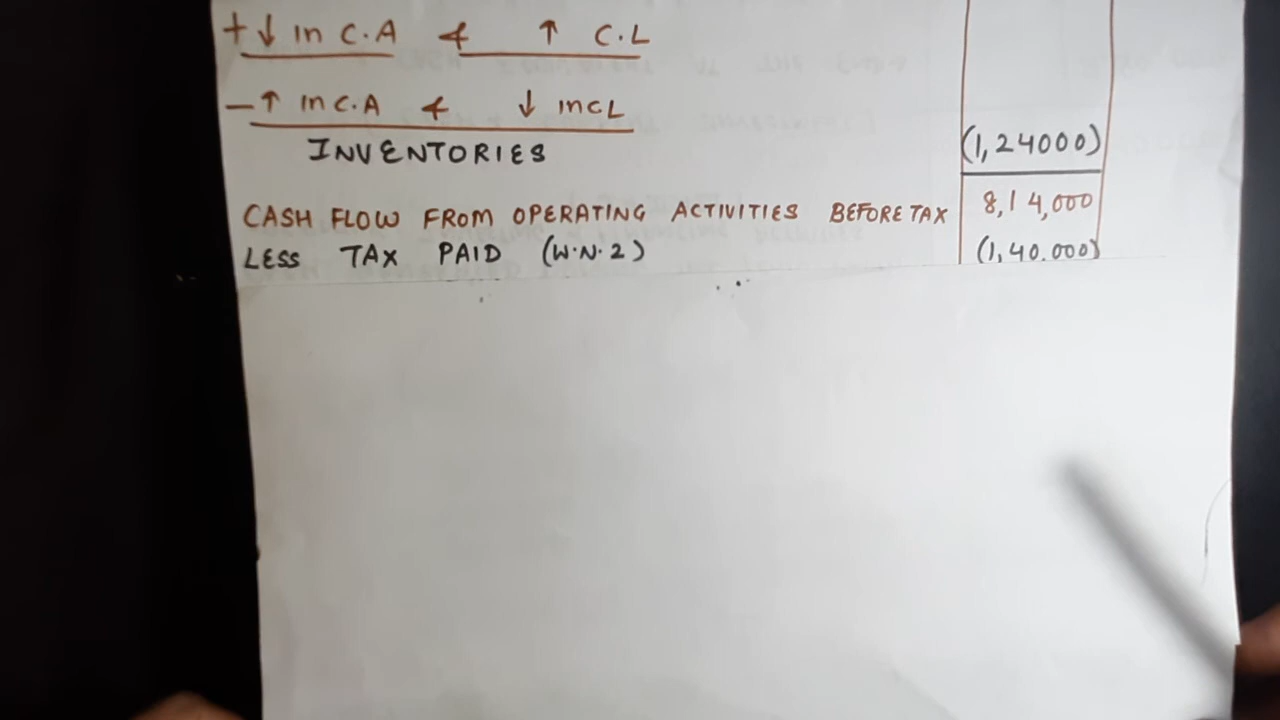 +↓ in C.A & ↑ C.L
-↑ in C.A & ↓ in CL
INVENTORIES (1,24000)
CASH FLOW FROM OPERATING ACTIVITIES BEFORE TAX 8,14,000
LESS TAX PAID (W.N.2) (1,40.000)